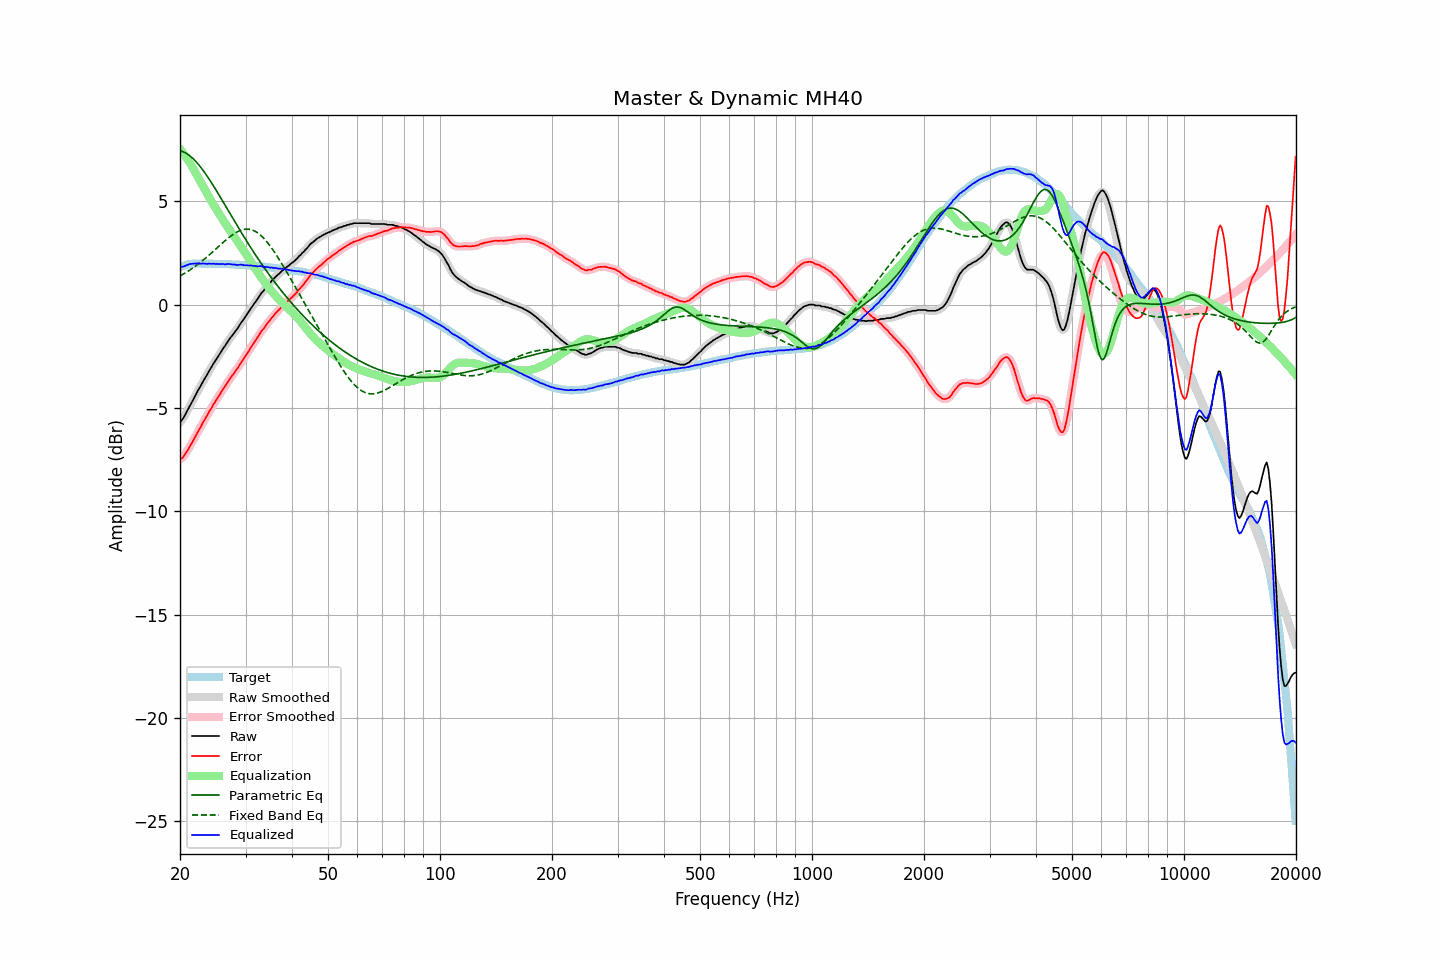 Master & Dynamic MH40
Amplitude (dBr)
5
0
−5
−10
−15
−20
−25
Target
Raw Smoothed
Error Smoothed
Raw
Error
Equalization
Parametric Eq
Fixed Band Eq
Equalized
20
50
100
200
500
1000
2000
5000
10000
20000
Frequency (Hz)